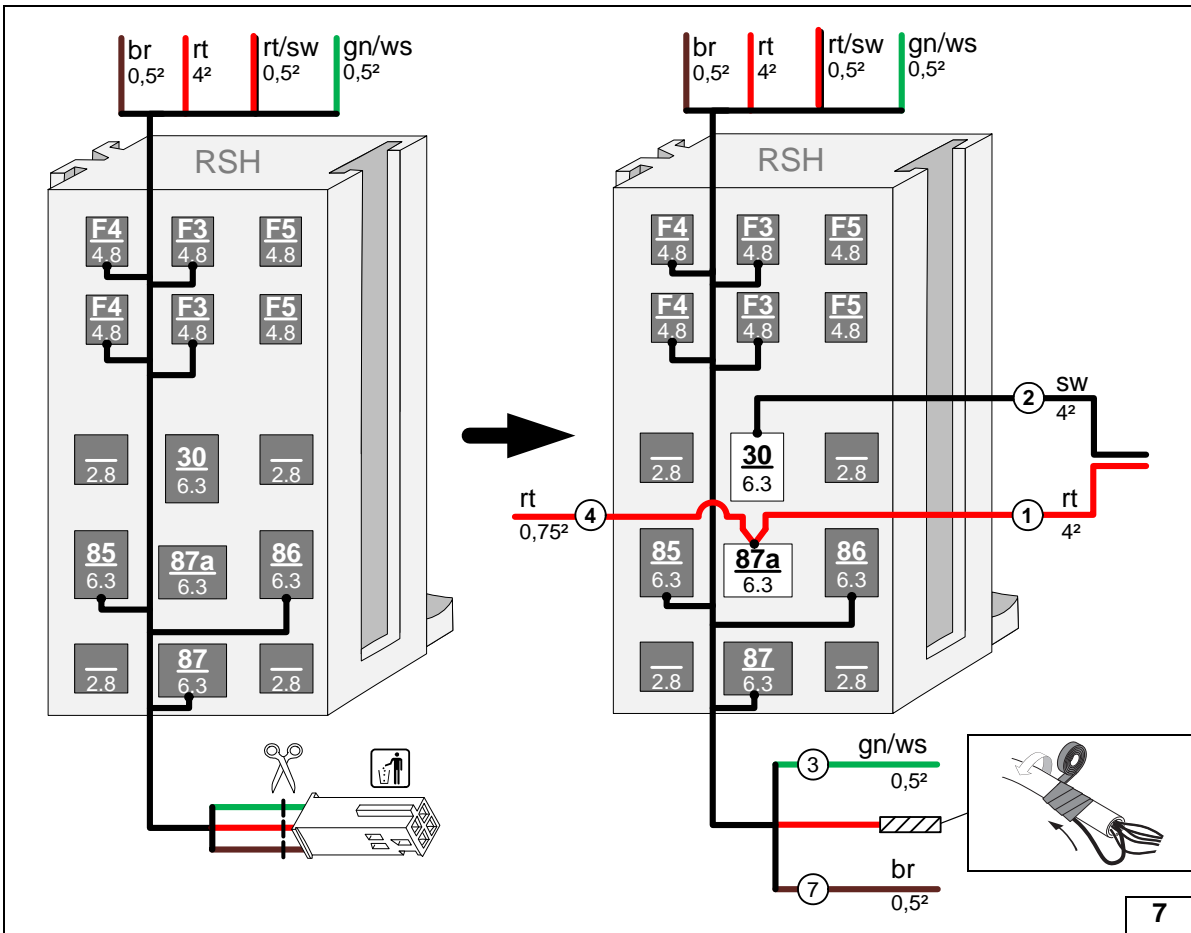 br rt rt/sw gn/ws
0,5² 4² 0,5² 0,5²
RSH
F4 F3 F5
4.8 4.8 4.8
F4 F3 F5
4.8 4.8 4.8
30
2.8 6.3 2.8
85 87a 86
6.3 6.3 6.3
87
2.8 6.3 2.8
br rt rt/sw gn/ws
0,5² 4² 0,5² 0,5²
RSH
F4 F3 F5
4.8 4.8 4.8
F4 F3 F5
4.8 4.8 4.8
2 sw
4²
30
2.8 6.3 2.8
rt 4
0,75²
1 rt
4²
85 87a 86
6.3 6.3 6.3
87
2.8 6.3 2.8
3 gn/ws
0,5²
7 br
0,5²
7